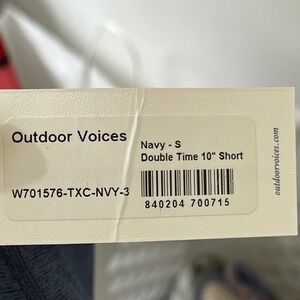 Outdoor Voices
Navy - S
Double Time 10" Short
W701576-TXC-NVY-3
840204 700715
outdoorvoices.com